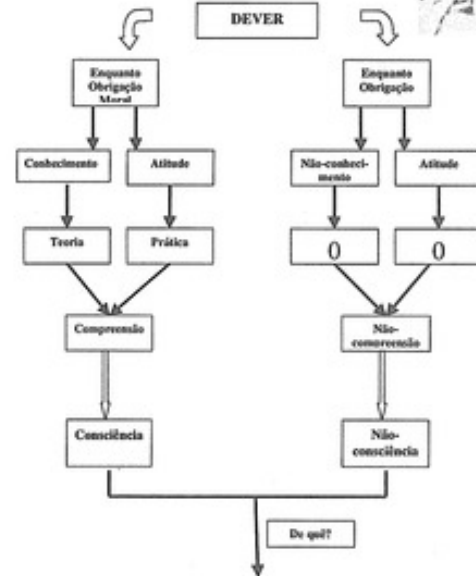 DEVER
Enquanto
Obrigação
Moral
Enquanto
Obrigação
Conhecimento
Atitude
Não-conheci-
mento
Atitude
Teoria
Prática
0
0
Compreensão
Não-
compreensão
Consciência
Não-
consciência
De quê?